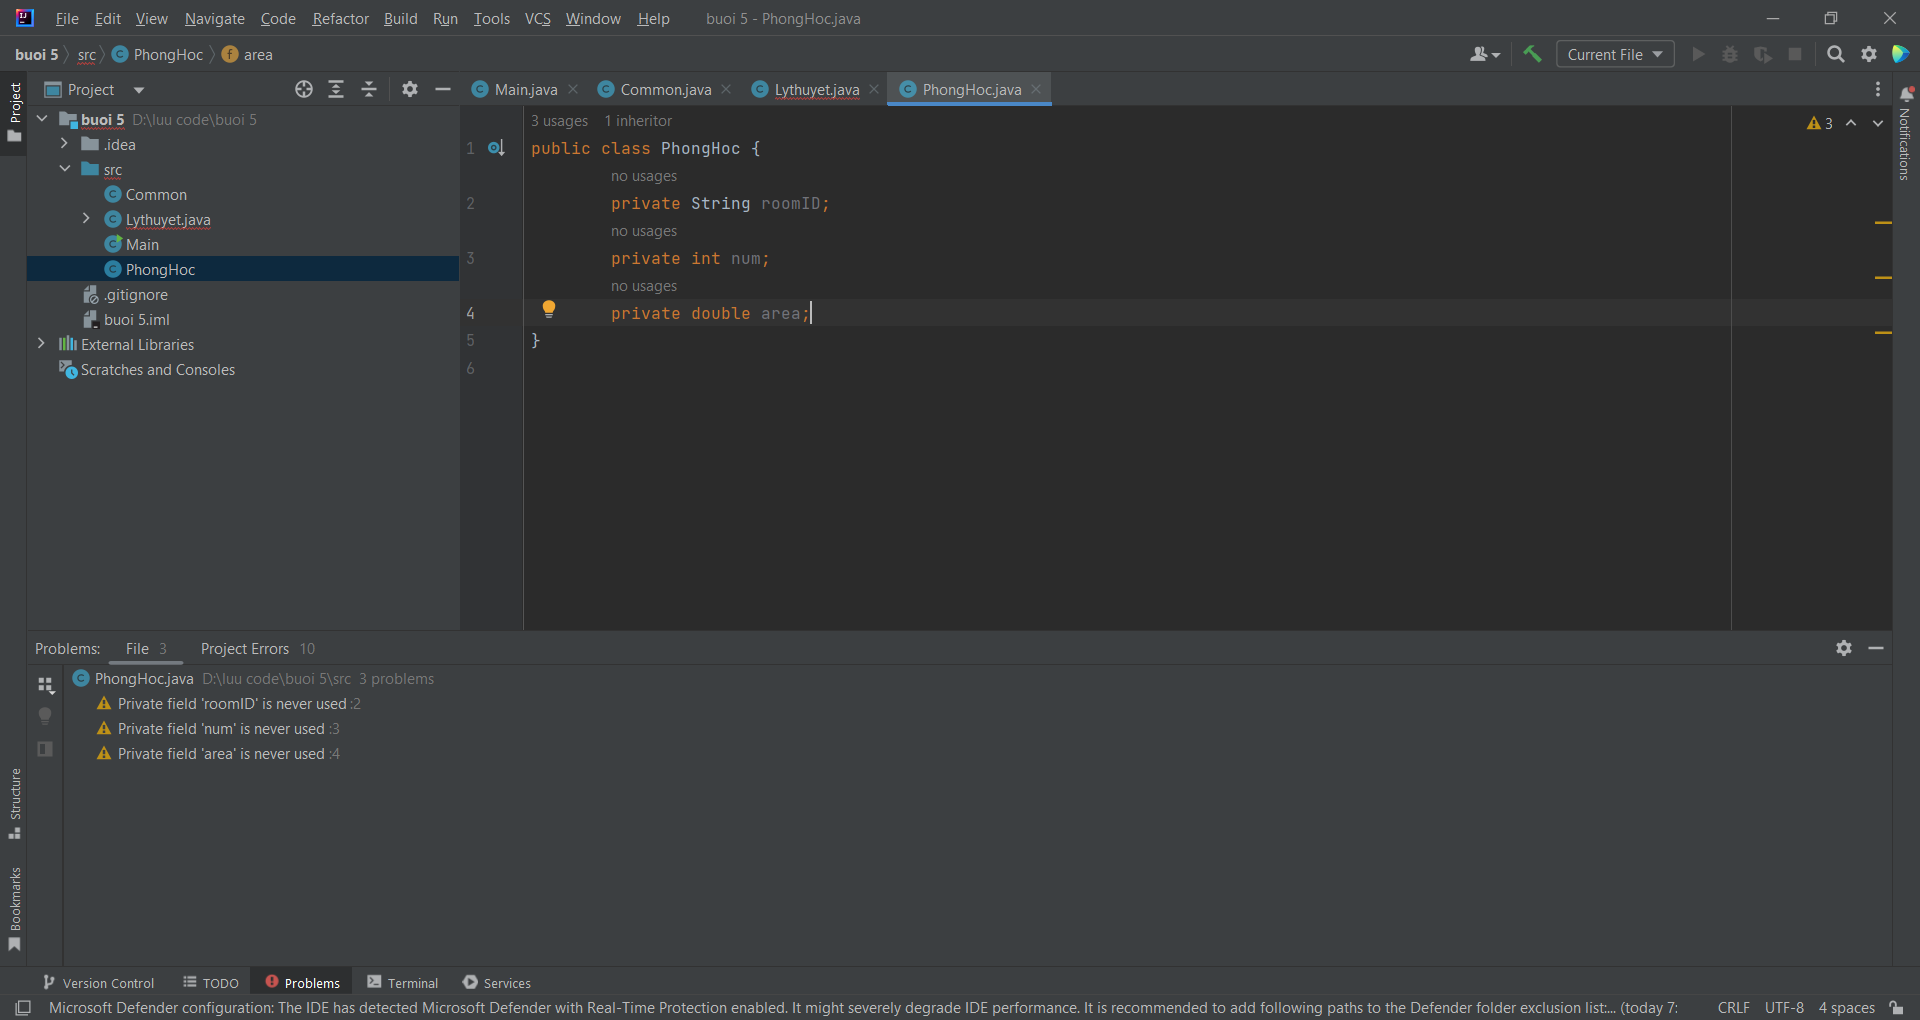 File Edit View Navigate Code Refactor Build Run Tools VCS Window Help buoi 5 - PhongHoc.java
buoi 5 src PhongHoc area Current File
Project
Project
Main.java Common.java Lythuyet.java PhongHoc.java
Notifications
buoi 5 D:\luu code\buoi 5
.idea
src
Common
Lythuyet.java
Main
PhongHoc
.gitignore
buoi 5.iml
External Libraries
Scratches and Consoles
3 usages 1 inheritor
3
1 public class PhongHoc {
no usages
2 private String roomID;
no usages
3 private int num;
no usages
4 private double area;
5 }
6
Problems: File 3 Project Errors 10
PhongHoc.java D:\luu code\buoi 5\src 3 problems
Private field 'roomID' is never used :2
Private field 'num' is never used :3
Private field 'area' is never used :4
Structure
Bookmarks
Version Control TODO Problems Terminal Services
Microsoft Defender configuration: The IDE has detected Microsoft Defender with Real-Time Protection enabled. It might severely degrade IDE performance. It is recommended to add following paths to the Defender folder exclusion list:... (today 7: CRLF UTF-8 4 spaces